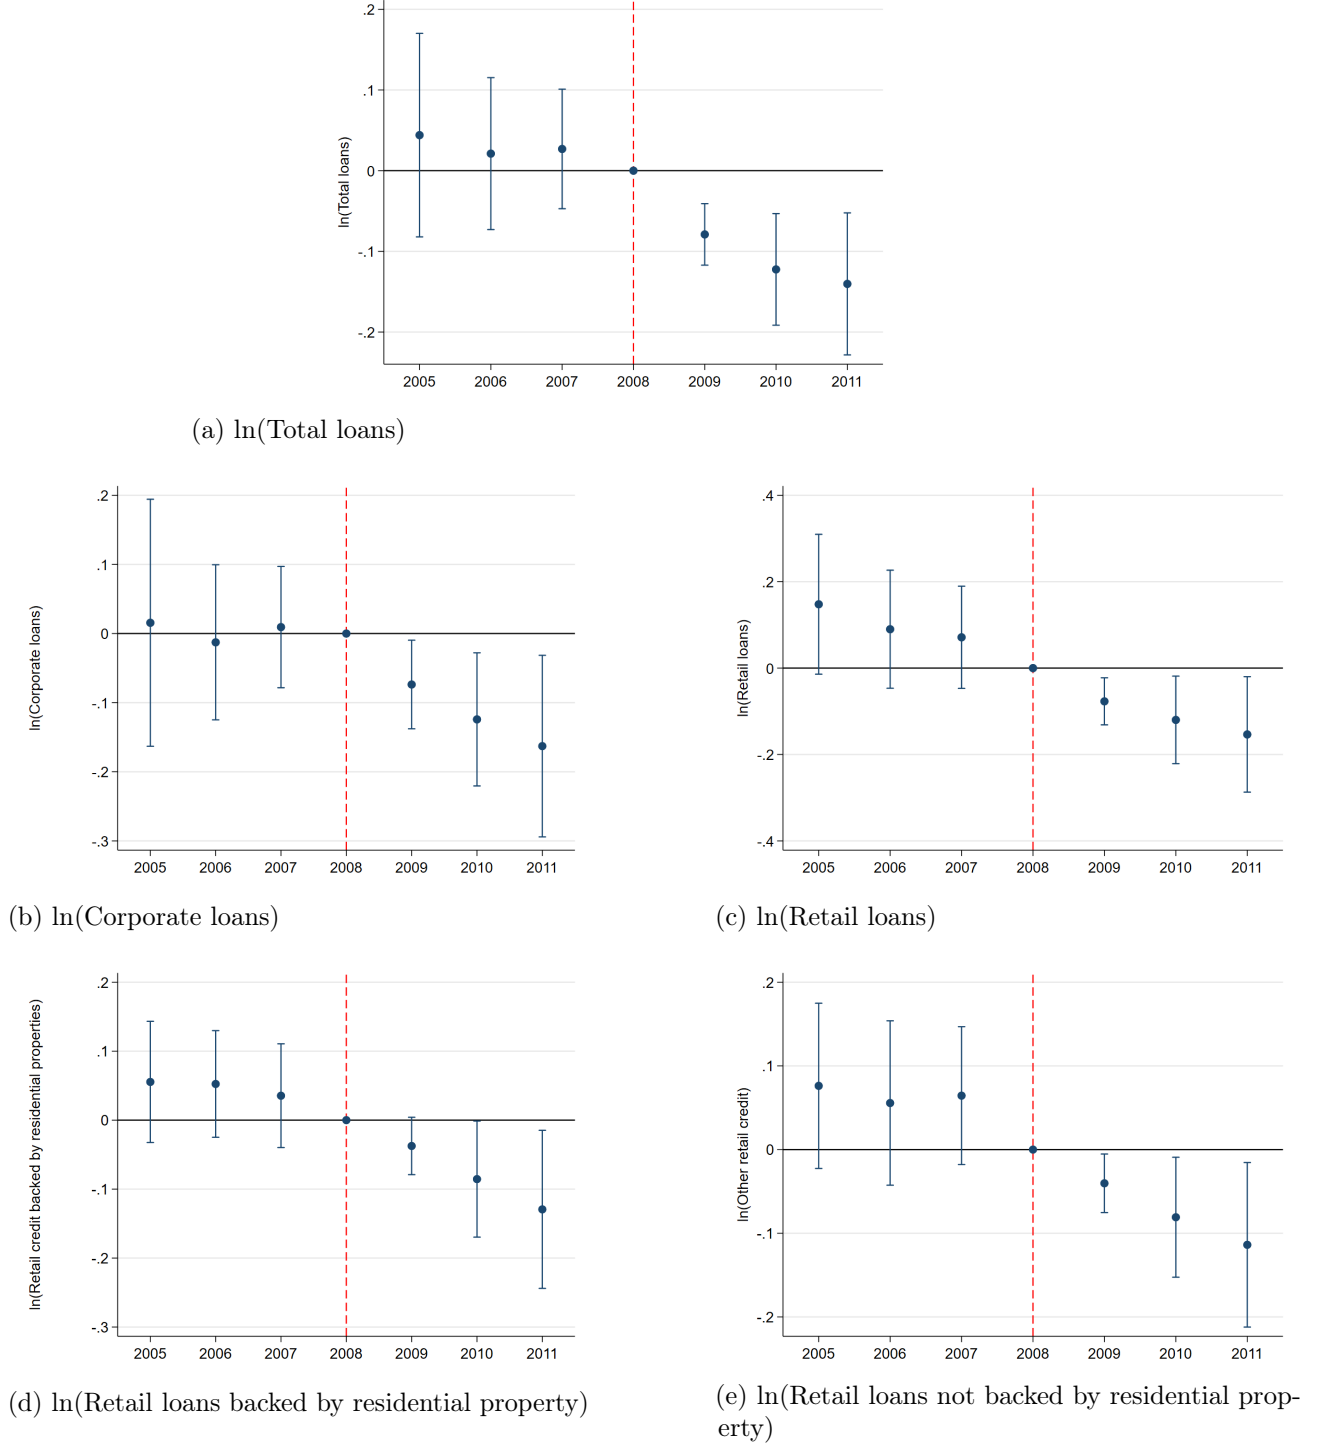 .2
.1
0
-.1
-.2
ln(Total loans)
2005 2006 2007 2008 2009 2010 2011
(a) ln(Total loans)
.2
.1
0
-.1
-.2
-.3
ln(Corporate loans)
2005 2006 2007 2008 2009 2010 2011
(b) ln(Corporate loans)
.4
.2
0
-.2
-.4
ln(Retail loans)
2005 2006 2007 2008 2009 2010 2011
(c) ln(Retail loans)
.2
.1
0
-.1
-.2
-.3
ln(Retail credit backed by residential properties)
2005 2006 2007 2008 2009 2010 2011
(d) ln(Retail loans backed by residential property)
.2
.1
0
-.1
-.2
ln(Other retail credit)
2005 2006 2007 2008 2009 2010 2011
(e) ln(Retail loans not backed by residential prop-
erty)